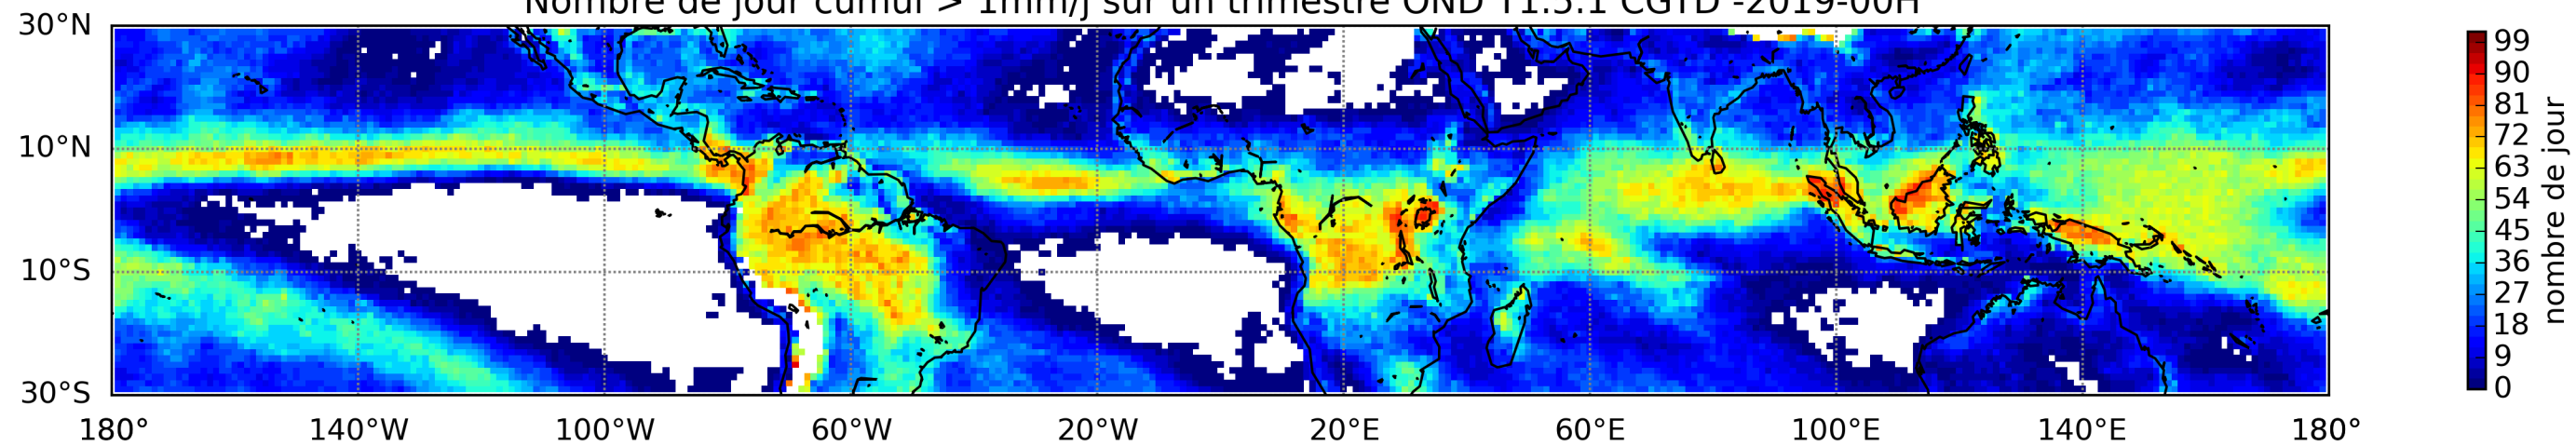 Nombre de jour cumul > 1mm/j sur un trimestre OND T1.5.1 CGTD -2019-00H
30°N
10°N
10°S
30°S
180° 140°W 100°W 60°W 20°W 20°E 60°E 100°E 140°E 180°
99
90
81
72
63
54
45
36
27
18
9
0
nombre de jour